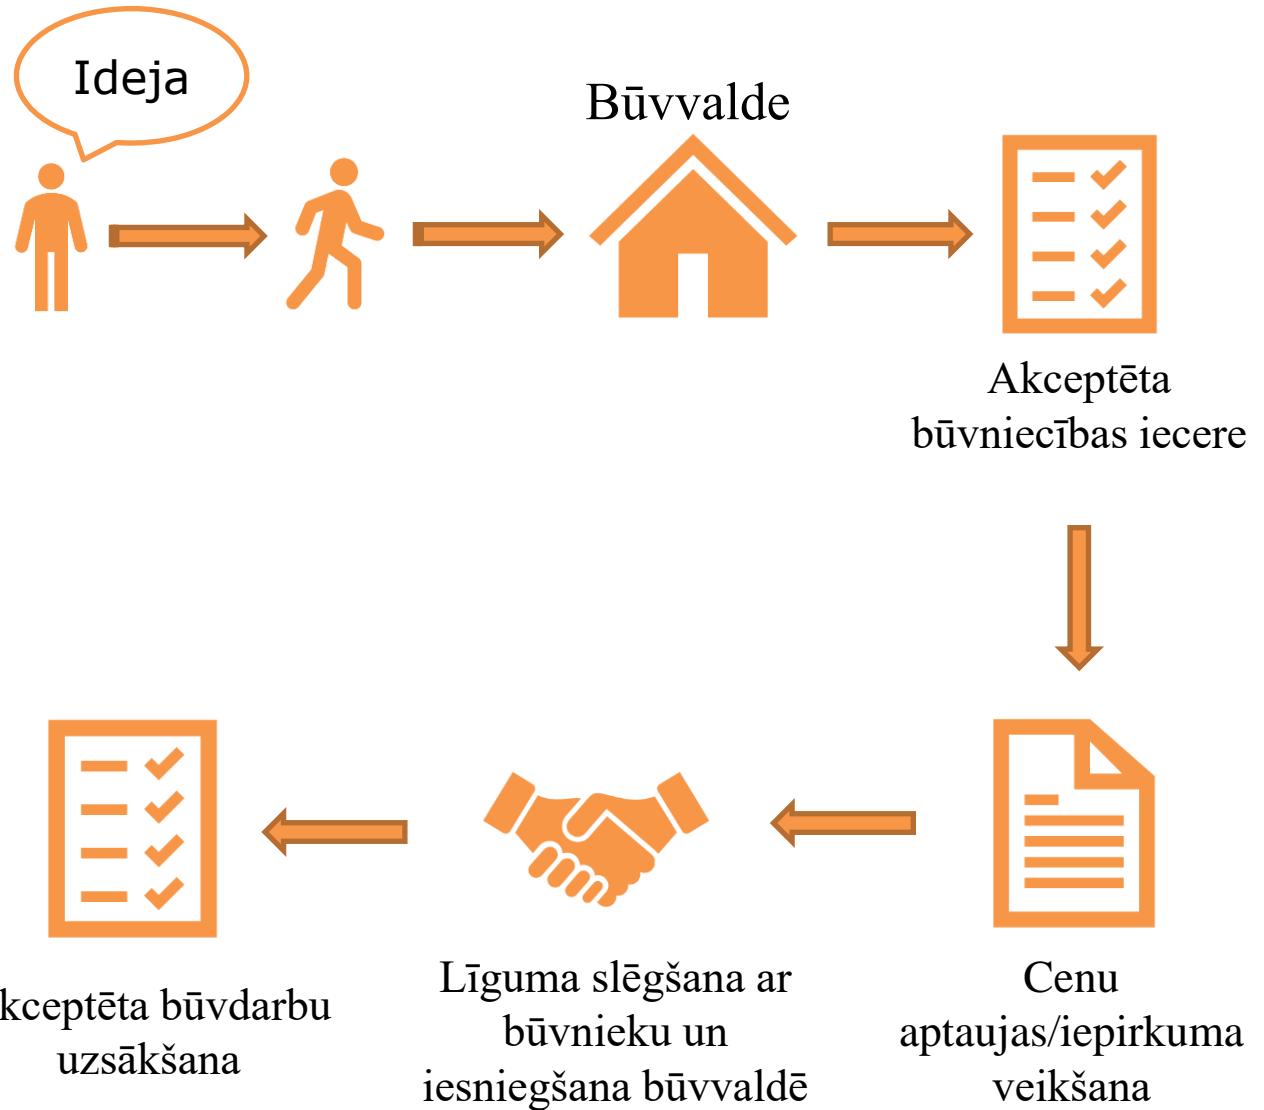 Ideja
Būvvalde
Akceptēta
būvniecības iecere
Cenu
aptaujas/iepirkuma
veikšana
Līguma slēgšana ar
būvnieku un
iesniegšana būvvaldē
kceptēta būvdarbu
uzsākšana